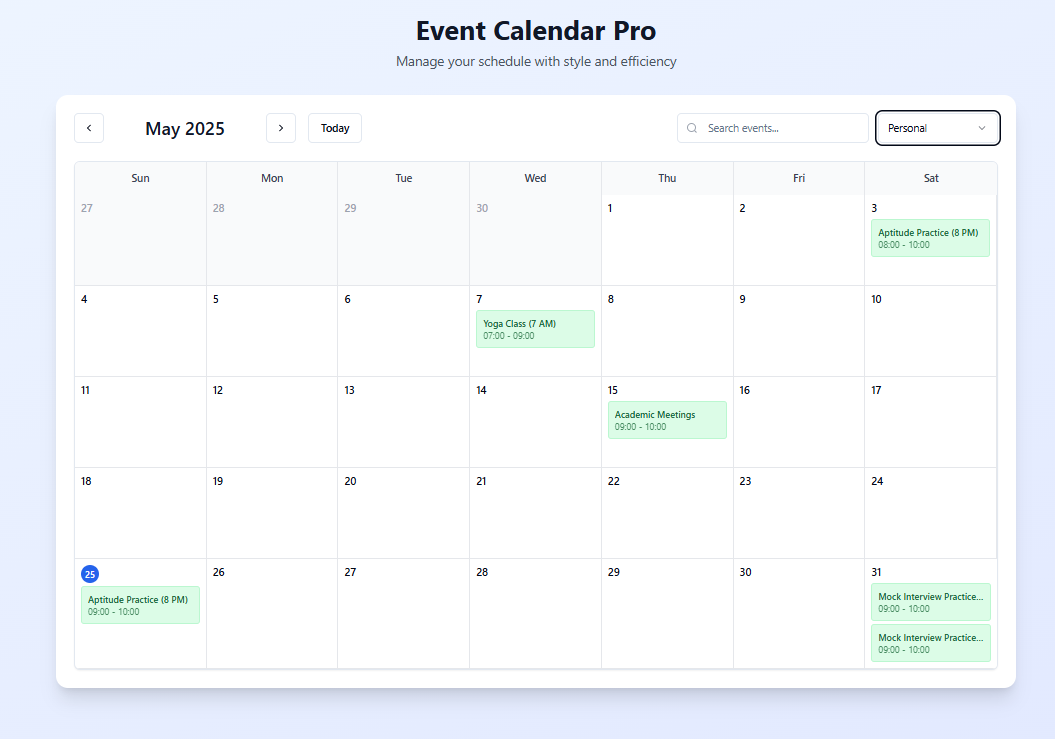 Event Calendar Pro
Manage your schedule with style and efficiency
May 2025
Today
Search events...
Personal
Sun Mon Tue Wed Thu Fri Sat
27 28 29 30 1 2 3
Aptitude Practice (8 PM)
08:00 - 10:00
4 5 6 7 8 9 10
Yoga Class (7 AM)
07:00 - 09:00
11 12 13 14 15 16 17
Academic Meetings
09:00 - 10:00
18 19 20 21 22 23 24
25 26 27 28 29 30 31
Aptitude Practice (8 PM)
09:00 - 10:00
Mock Interview Practice...
09:00 - 10:00
Mock Interview Practice...
09:00 - 10:00